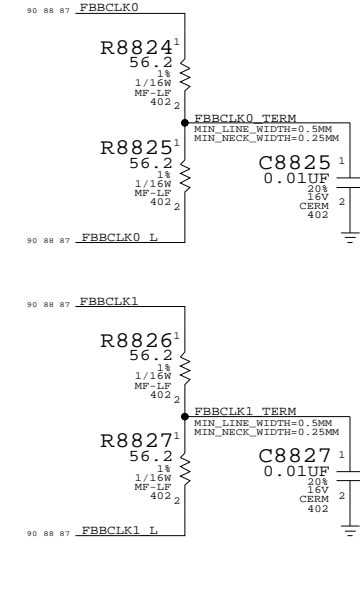 90 88 87 FBBCLK0
R8824 1
56.2
1%
1/16W
MF-LF
402 2
FBBCLK0_TERM
MIN_LINE_WIDTH=0.5MM
MIN_NECK_WIDTH=0.25MM
R8825 1
56.2
1%
1/16W
MF-LF
402 2
C8825 1
0.01UF
20%
16V 2
CERM
402
90 88 87 FBBCLK0_L
90 88 87 FBBCLK1
R8826 1
56.2
1%
1/16W
MF-LF
402 2
FBBCLK1_TERM
MIN_LINE_WIDTH=0.5MM
MIN_NECK_WIDTH=0.25MM
R8827 1
56.2
1%
1/16W
MF-LF
402 2
C8827 1
0.01UF
20%
16V 2
CERM
402
90 88 87 FBBCLK1_L